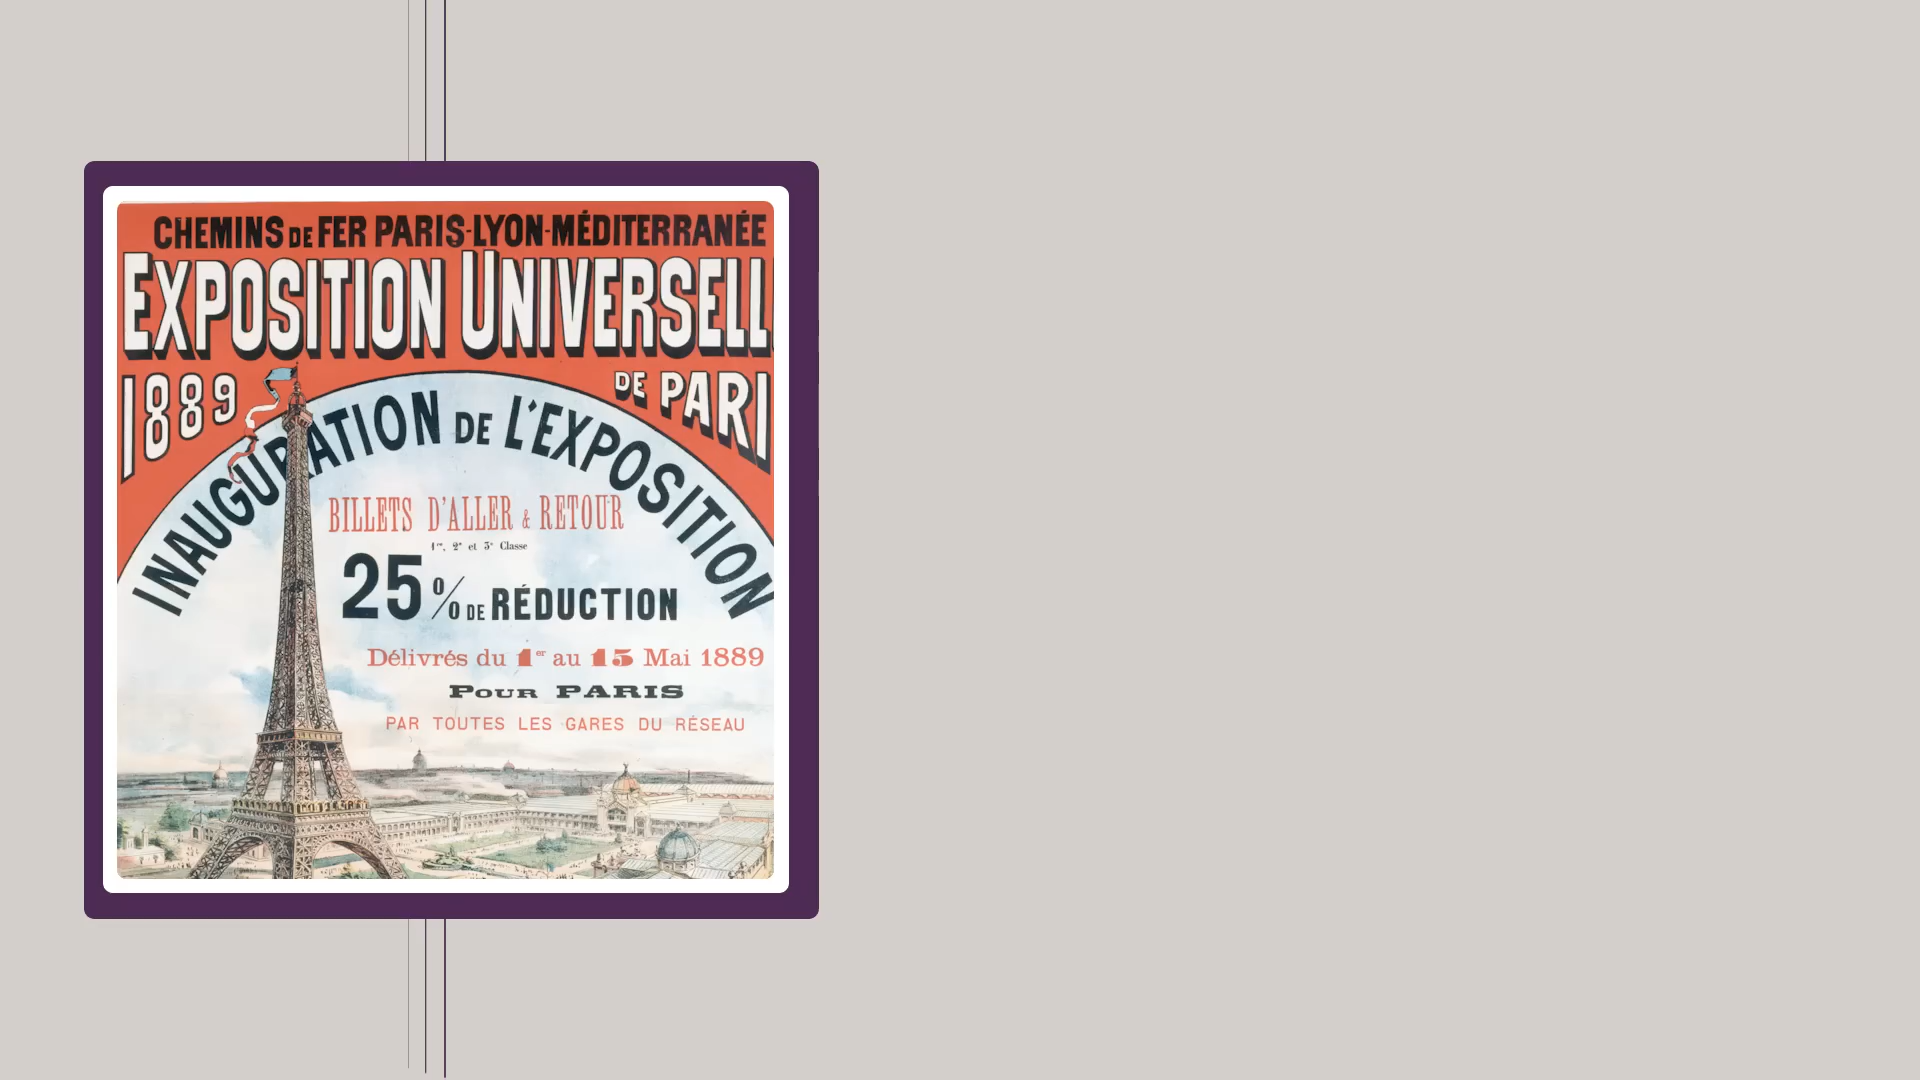 CHEMINS DE FER PARIS-LYON-MÉDITERRANÉE
EXPOSITION UNIVERSELL
1889 DE PARI
INAUGURATION DE L'EXPOSITION
BILLETS D'ALLER & RETOUR
1re, 2e et 3e Classe
25% DE RÉDUCTION
Délivrés du 1er au 15 Mai 1889
POUR PARIS
PAR TOUTES LES GARES DU RÉSEAU